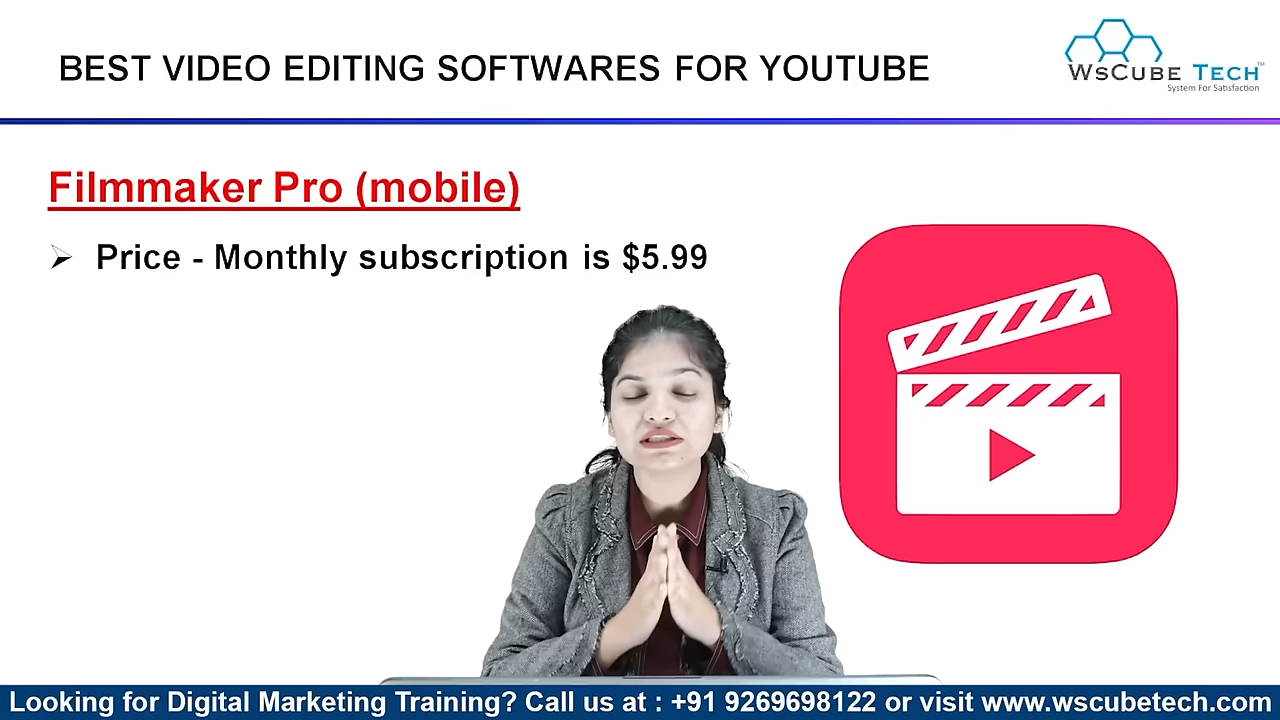 BEST VIDEO EDITING SOFTWARES FOR YOUTUBE
WsCube Tech™
System For Satisfaction
Filmmaker Pro (mobile)
➢ Price - Monthly subscription is $5.99
Looking for Digital Marketing Training? Call us at : +91 9269698122 or visit www.wscubetech.com